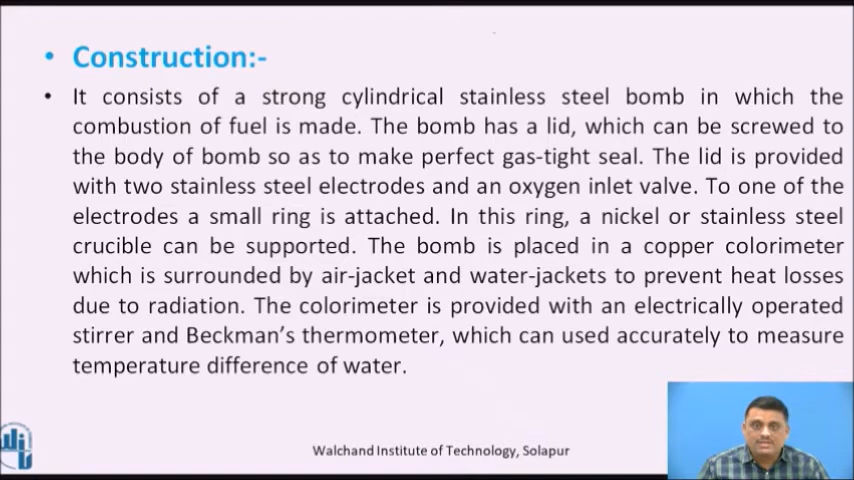 Construction:-
It consists of a strong cylindrical stainless steel bomb in which the
combustion of fuel is made. The bomb has a lid, which can be screwed to
the body of bomb so as to make perfect gas-tight seal. The lid is provided
with two stainless steel electrodes and an oxygen inlet valve. To one of the
electrodes a small ring is attached. In this ring, a nickel or stainless steel
crucible can be supported. The bomb is placed in a copper colorimeter
which is surrounded by air-jacket and water-jackets to prevent heat losses
due to radiation. The colorimeter is provided with an electrically operated
stirrer and Beckman’s thermometer, which can used accurately to measure
temperature difference of water.
Walchand Institute of Technology, Solapur